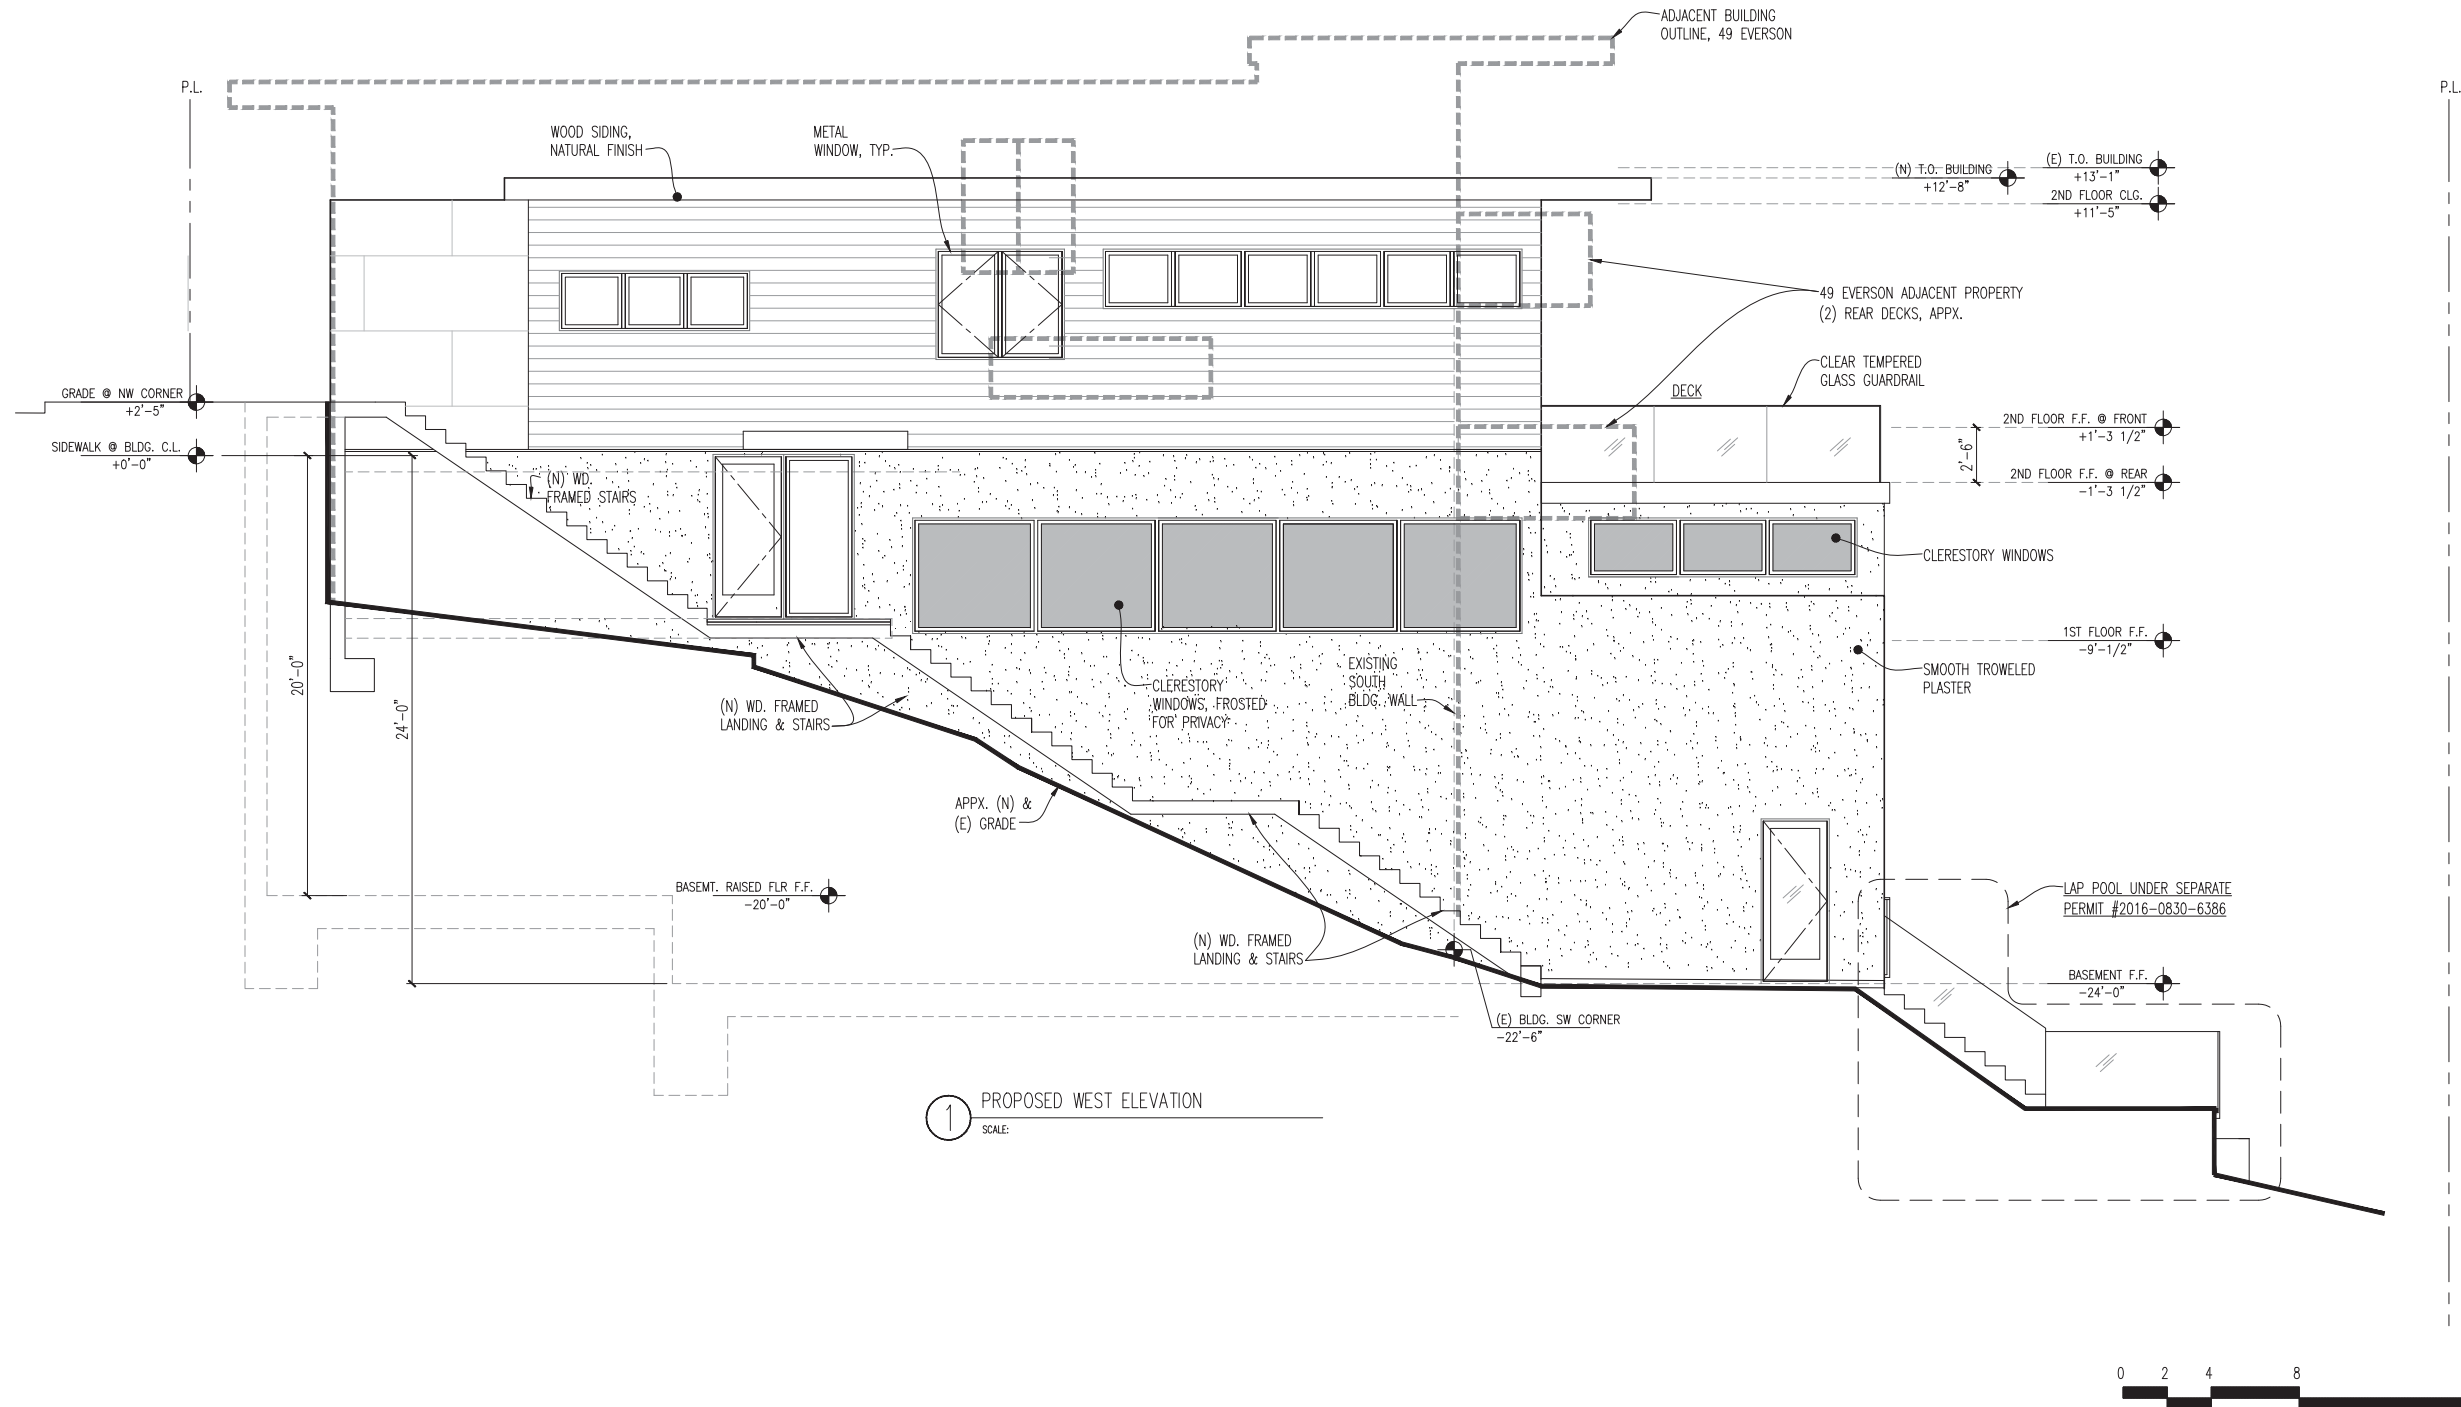 ADJACENT BUILDING
OUTLINE, 49 EVERSON
P.L.
P.L.
WOOD SIDING,
NATURAL FINISH
METAL
WINDOW, TYP.
(E) T.O. BUILDING
+13'-1"
(N) T.O. BUILDING
+12'-8"
2ND FLOOR CLG.
+11'-5"
49 EVERSON ADJACENT PROPERTY
(2) REAR DECKS, APPX.
CLEAR TEMPERED
GLASS GUARDRAIL
DECK
GRADE @ NW CORNER
+2'-5"
SIDEWALK @ BLDG. C.L.
+0'-0"
2ND FLOOR F.F. @ FRONT
+1'-3 1/2"
2'-6"
2ND FLOOR F.F. @ REAR
-1'-3 1/2"
(N) WD.
FRAMED STAIRS
CLERESTORY WINDOWS
1ST FLOOR F.F.
-9'-1/2"
SMOOTH TROWELED
PLASTER
EXISTING
SOUTH
BLDG. WALL
CLERESTORY
WINDOWS, FROSTED
FOR PRIVACY
20'-0"
24'-0"
(N) WD. FRAMED
LANDING & STAIRS
APPX. (N) &
(E) GRADE
BASEMT. RAISED FLR F.F.
-20'-0"
LAP POOL UNDER SEPARATE
PERMIT #2016-0830-6386
(N) WD. FRAMED
LANDING & STAIRS
BASEMENT F.F.
-24'-0"
(E) BLDG. SW CORNER
-22'-6"
1
PROPOSED WEST ELEVATION
SCALE:
0 2 4 8